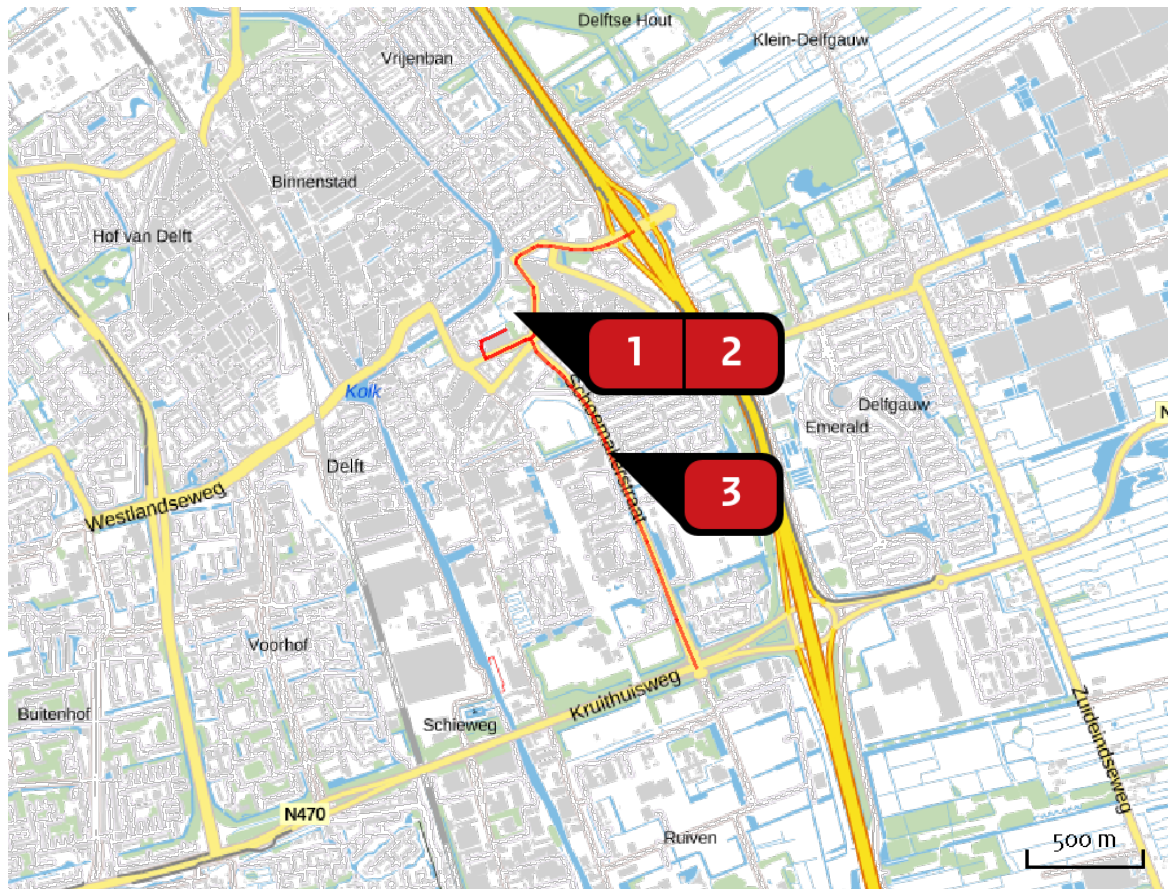 Delftse Hout
Klein-Delfgauw
Vrijenban
Binnenstad
Hof van Delft
1 2
Kolk
Schoemakerstraat
Delfgauw
Emerald
N
Delft
3
Westlandseweg
Voorhof
Kruithuisweg
Buitenhof
Schieweg
Zuideindseweg
N470
Ruiven
500 m